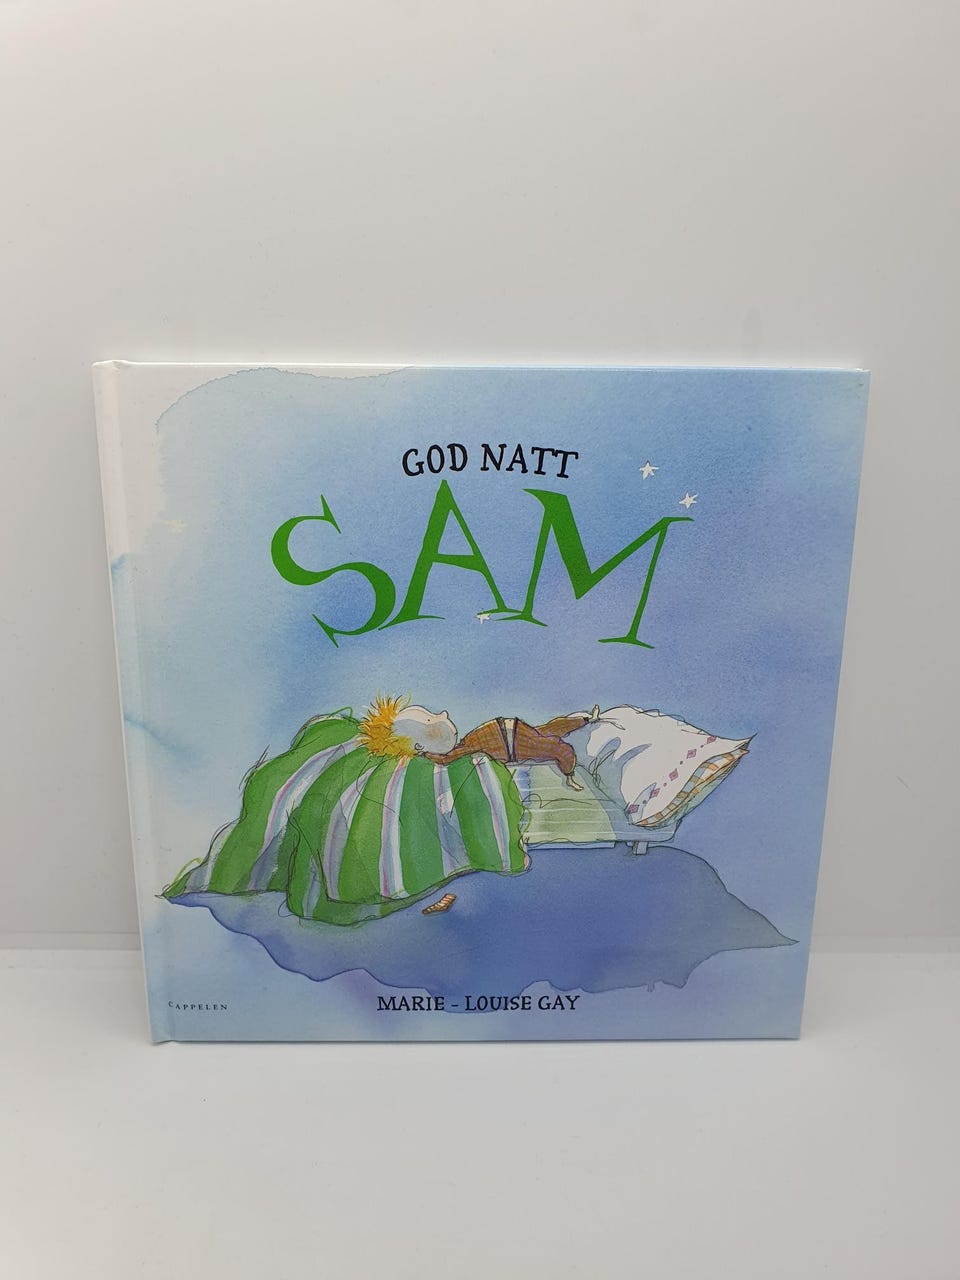 GOD NATT
SAM
MARIE - LOUISE GAY
CAPPELEN